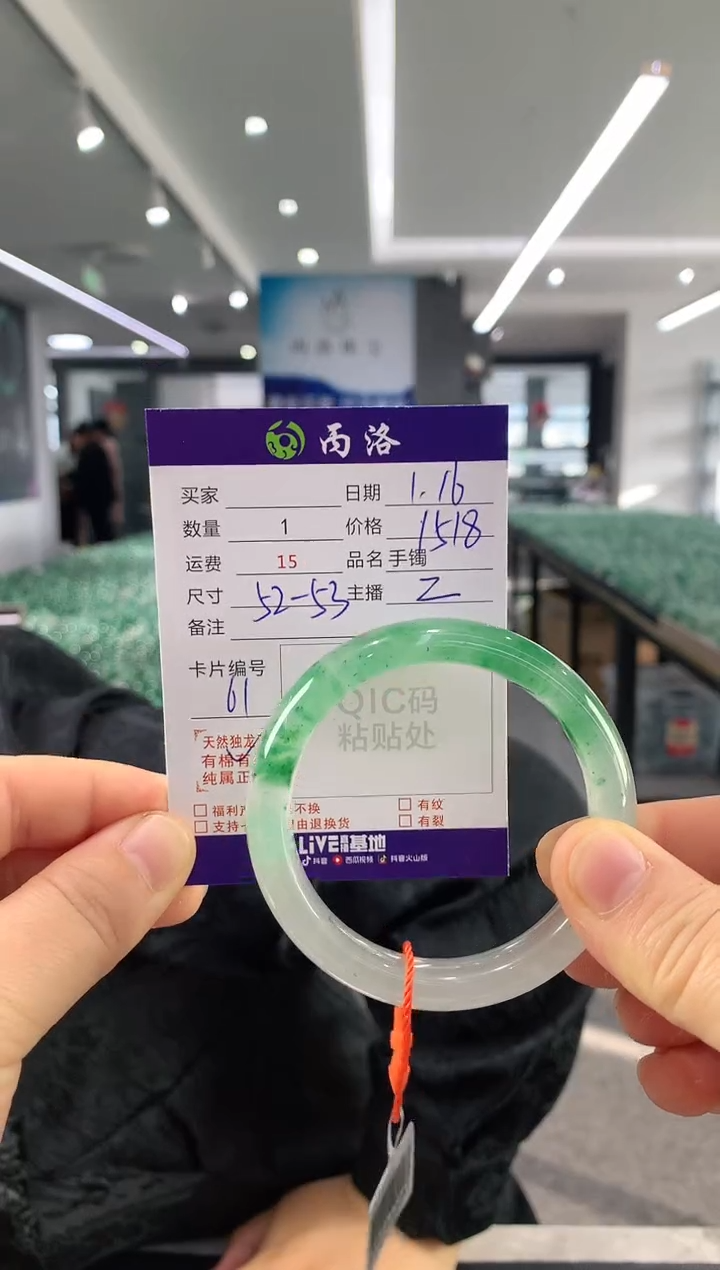 丙洛
买家 日期 1.16
数量 1 价格 1518
运费 15 品名 手镯
尺寸 52-53 主播 Z
备注
卡片编号
61
QIC码
粘贴处
天然独龙
有棉有
纯属正
福利 不换 有纹
支持 由退换货 有裂
LiVE 基地
抖音 西瓜视频 抖音火山版